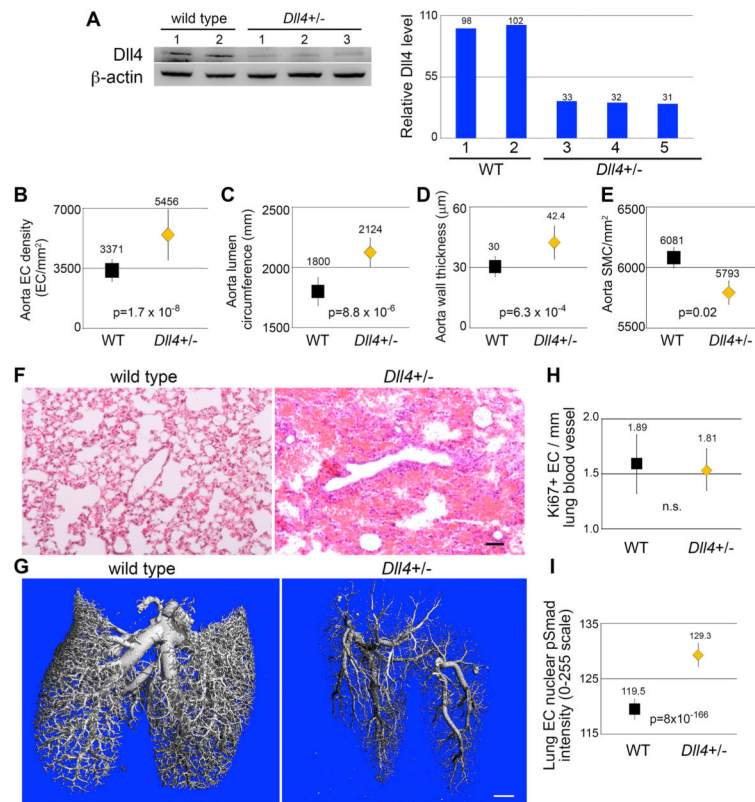 A
wild type
Dll4+/-
1 2 1 2 3
Dll4
β-actin
Relative Dll4 level
110
55
0
98
102
33
32
31
1 2 3 4 5
WT
Dll4+/-
B
Aorta EC density
(EC/mm²)
7000
3500
0
3371
5456
p=1.7 x 10⁻⁸
WT
Dll4+/-
C
Aorta lumen
circumference (mm)
2500
2000
1500
1800
2124
p=8.8 x 10⁻⁶
WT
Dll4+/-
D
Aorta wall thickness (μm)
60
30
0
30
42.4
p=6.3 x 10⁻⁴
WT
Dll4+/-
E
Aorta SMC/mm²
6500
6000
5500
6081
5793
p=0.02
WT
Dll4+/-
F
wild type
Dll4+/-
G
wild type
Dll4+/-
H
Ki67+ EC / mm
lung blood vessel
2.0
1.5
1.0
1.89
1.81
n.s.
WT
Dll4+/-
I
Lung EC nuclear pSmad
intensity (0-255 scale)
135
125
115
119.5
129.3
p=8x10⁻¹⁶⁶
WT
Dll4+/-